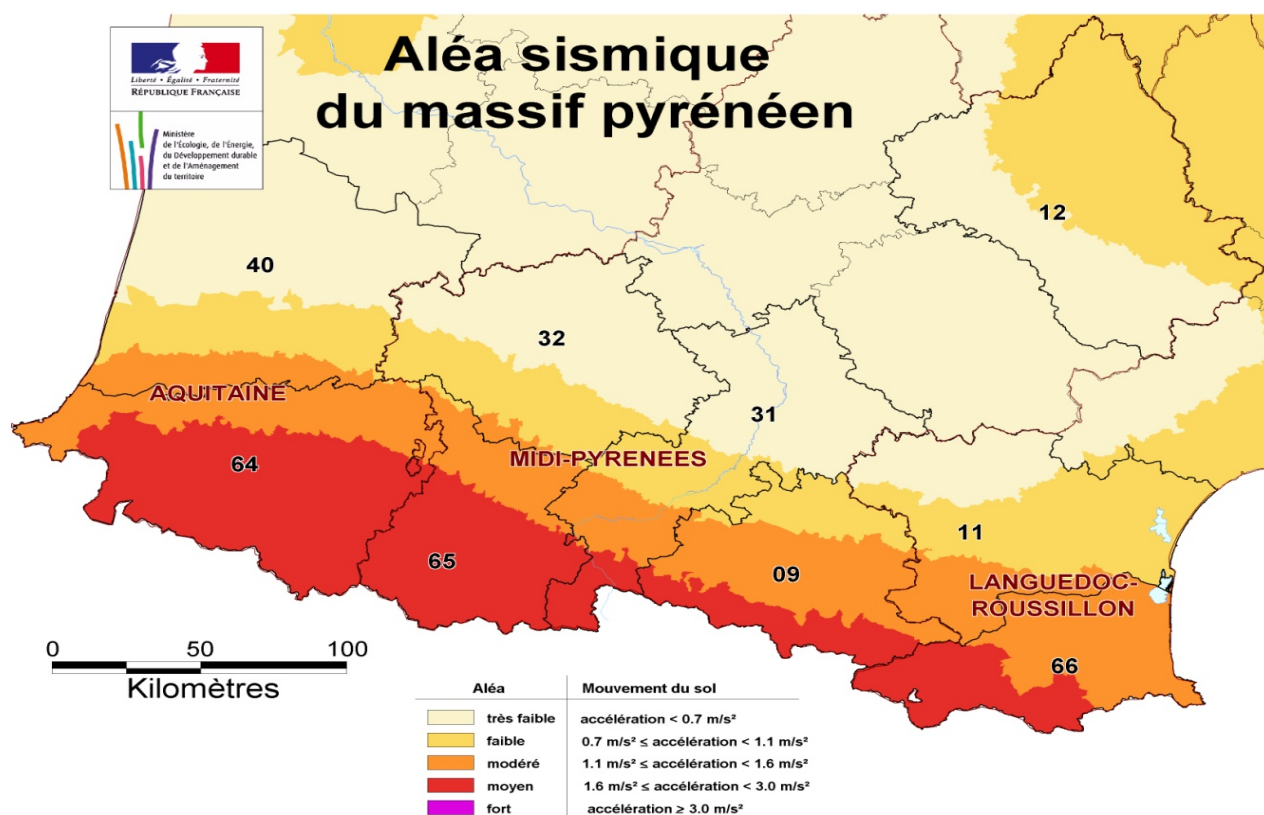 Aléa sismique
du massif pyrénéen
Liberté • Égalité • Fraternité
RÉPUBLIQUE FRANÇAISE
Ministère
de l'Écologie, de l'Énergie,
du Développement durable
et de l'Aménagement
du territoire
12
40
32
AQUITAINE
31
64
MIDI-PYRENEES
11
65
09
LANGUEDOC-
ROUSSILLON
66
0 50 100
Kilomètres
Aléa Mouvement du sol
très faible accélération < 0.7 m/s²
faible 0.7 m/s² ≤ accélération < 1.1 m/s²
modéré 1.1 m/s² ≤ accélération < 1.6 m/s²
moyen 1.6 m/s² ≤ accélération < 3.0 m/s²
fort accélération ≥ 3.0 m/s²